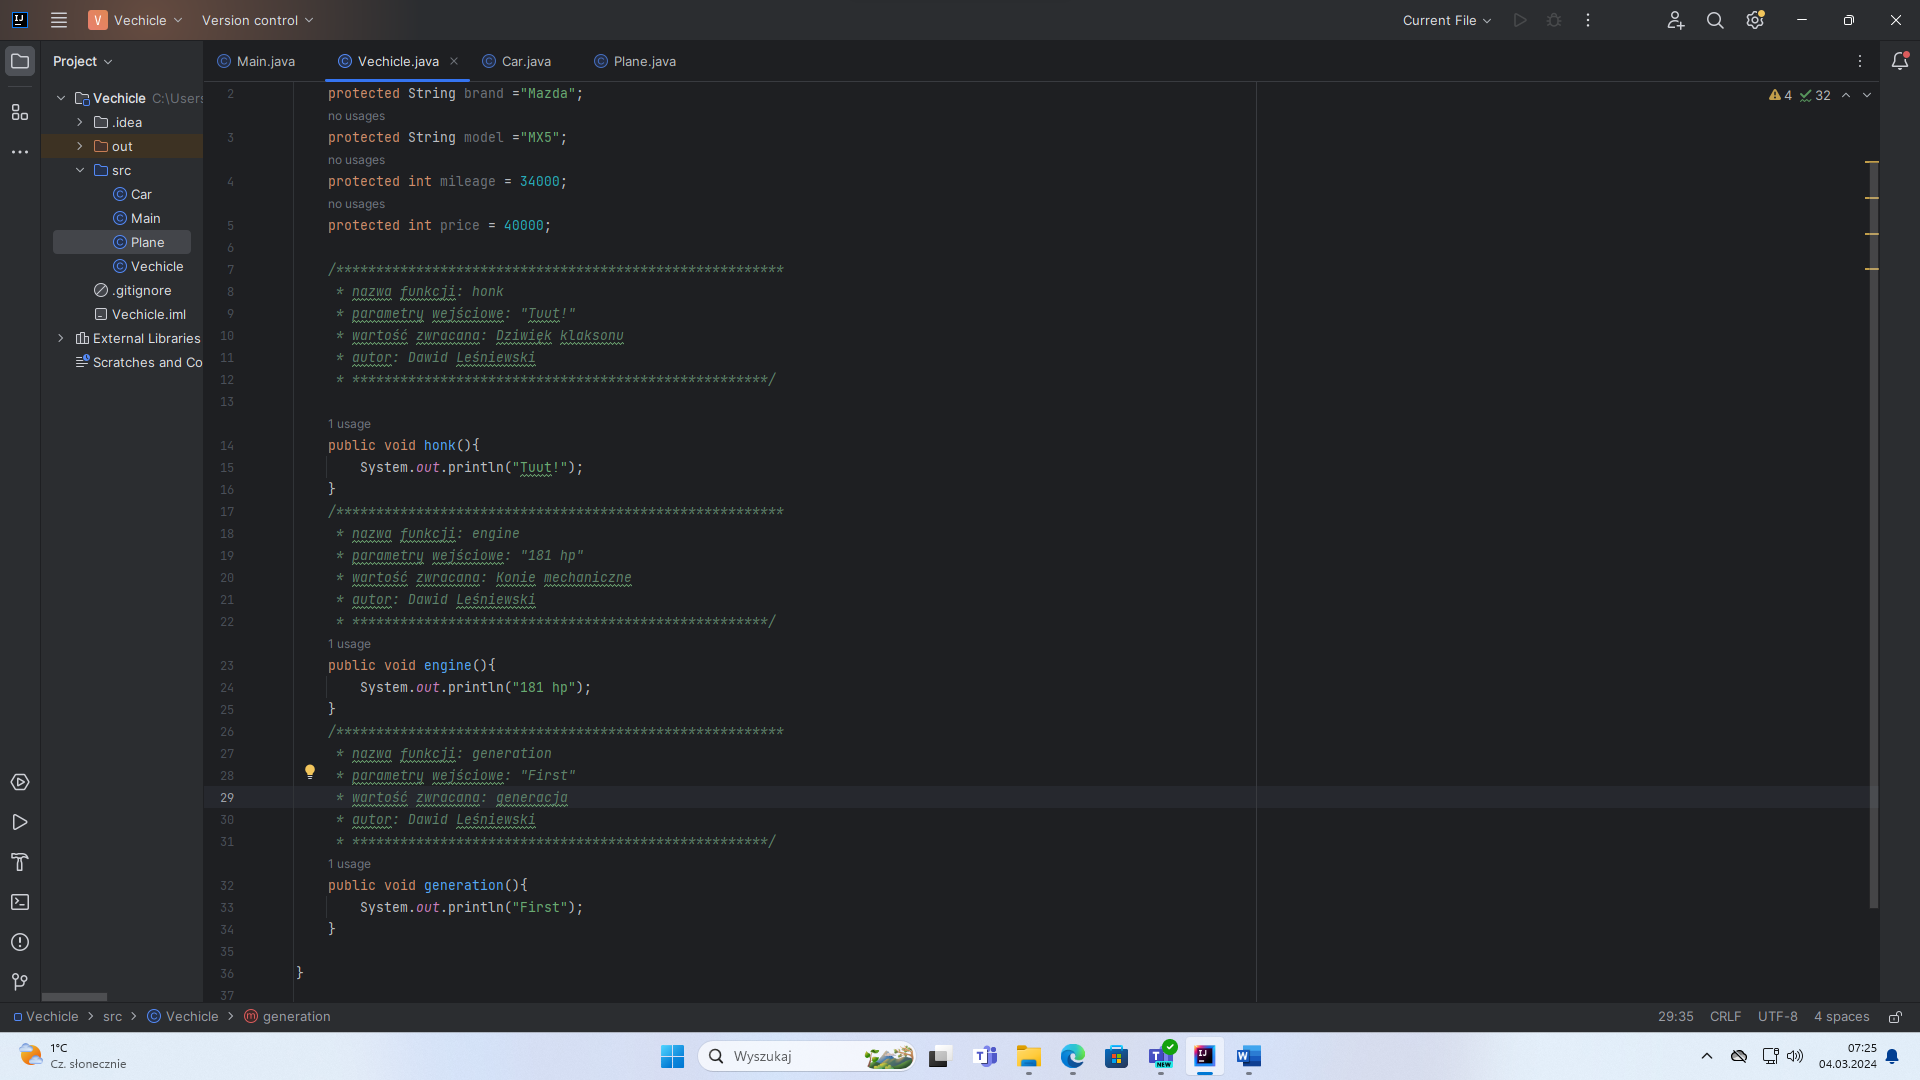 V Vechicle Version control Current File
Project
Main.java Vechicle.java Car.java Plane.java
Vechicle C:\Users
.idea
out
src
Car
Main
Plane
Vechicle
.gitignore
Vechicle.iml
External Libraries
Scratches and Co
4 32
2 protected String brand ="Mazda";
no usages
3 protected String model ="MX5";
no usages
4 protected int mileage = 34000;
no usages
5 protected int price = 40000;
6
7 /********************************************************
8 * nazwa funkcji: honk
9 * parametry wejściowe: "Tuut!"
10 * wartość zwracana: Dziwięk klaksonu
11 * autor: Dawid Leśniewski
12 * ****************************************************/
13
1 usage
14 public void honk(){
15 System.out.println("Tuut!");
16 }
17 /********************************************************
18 * nazwa funkcji: engine
19 * parametry wejściowe: "181 hp"
20 * wartość zwracana: Konie mechaniczne
21 * autor: Dawid Leśniewski
22 * ****************************************************/
1 usage
23 public void engine(){
24 System.out.println("181 hp");
25 }
26 /********************************************************
27 * nazwa funkcji: generation
28 * parametry wejściowe: "First"
29 * wartość zwracana: generacja
30 * autor: Dawid Leśniewski
31 * ****************************************************/
1 usage
32 public void generation(){
33 System.out.println("First");
34 }
35
36 }
37
Vechicle > src > Vechicle > generation
29:35 CRLF UTF-8 4 spaces
1°C
Cz. słonecznie
Wyszukaj
07:25
04.03.2024